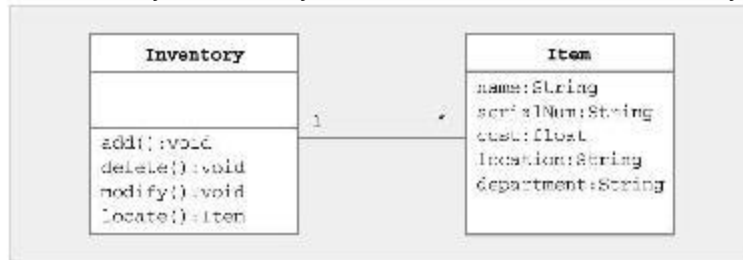 Inventory
add():void
delete():void
modify():void
locate():Item
1
*
Item
name:String
serialNum:String
cost:float
location:String
department:String